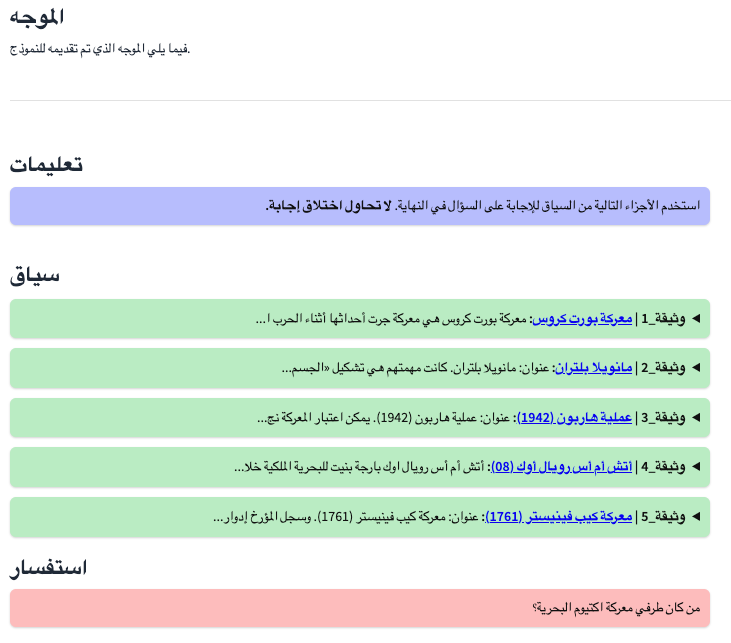 الموجه
فيما يلي الموجه الذي تم تقديمه للنموذج.
تعليمات
استخدم الأجزاء التالية من السياق للإجابة على السؤال في النهاية. لا تحاول اختلاق إجابة.
سياق
◀ وثيقة_1 | معركة بورت كروس: معركة بورت كروس هي معركة جرت أحداثها أثناء الحرب ا...
◀ وثيقة_2 | مانويلا بلتران: عنوان: مانويلا بلتران. كانت مهمتهم هي تشكيل «الجسم...
◀ وثيقة_3 | عملية هاربون (1942): عنوان: عملية هاربون (1942). يمكن اعتبار المعركة نج...
◀ وثيقة_4 | أتش أم أس رويال أوك (08): أتش أم أس رويال اوك بارجة بنيت للبحرية الملكية خلا...
◀ وثيقة_5 | معركة كيب فينيستر (1761): عنوان: معركة كيب فينيستر (1761). وسجل المؤرخ إدوار...
استفسار
من كان طرفي معركة اكتيوم البحرية؟